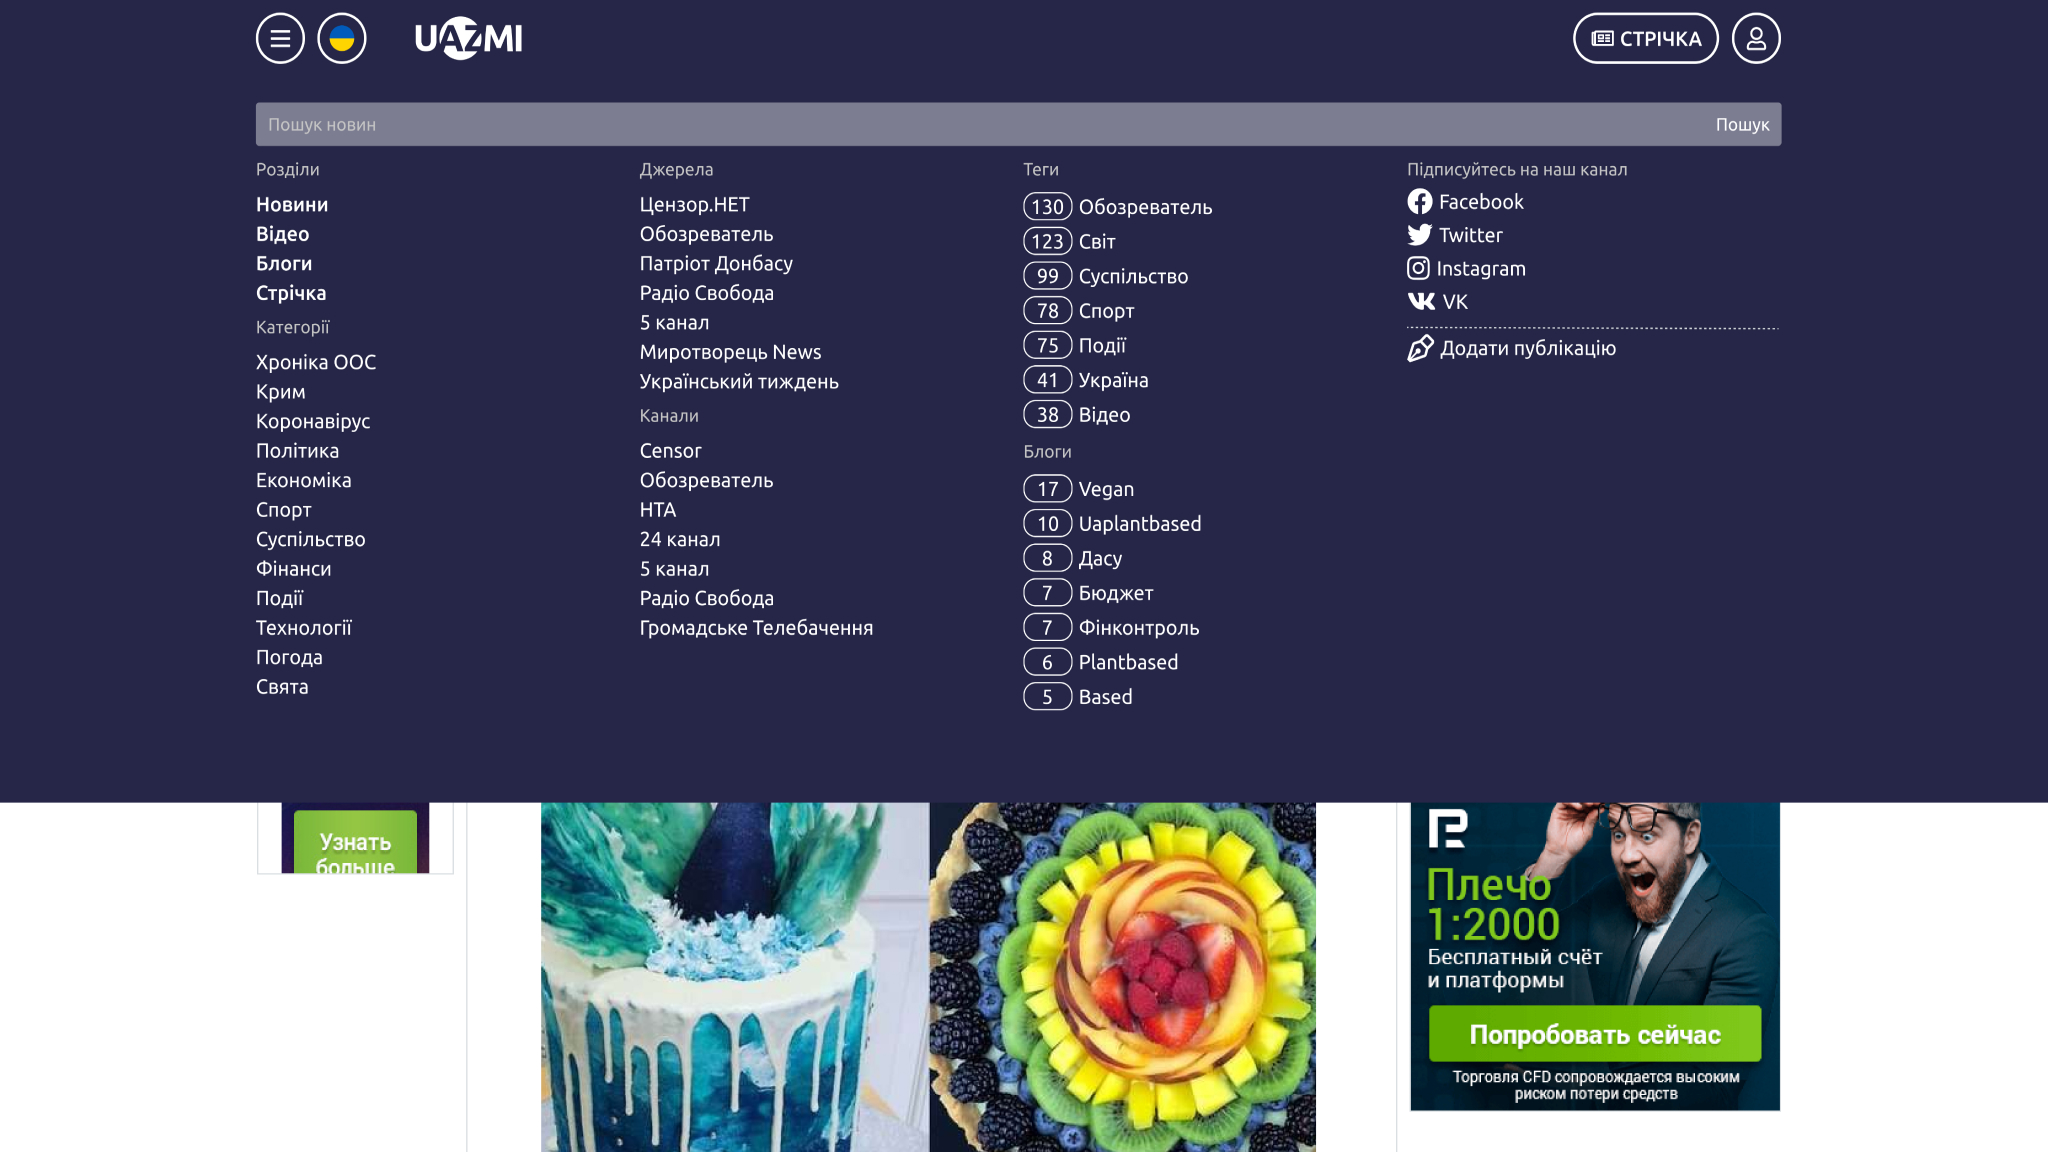 UAZMI
СТРІЧКА
Пошук новин
Пошук
Розділи
Новини
Відео
Блоги
Стрічка
Категорії
Хроніка ООС
Крим
Коронавірус
Політика
Економіка
Спорт
Суспільство
Фінанси
Події
Технології
Погода
Свята
Джерела
Цензор.НЕТ
Обозреватель
Патріот Донбасу
Радіо Свобода
5 канал
Миротворець News
Український тиждень
Канали
Censor
Обозреватель
НТА
24 канал
5 канал
Радіо Свобода
Громадське Телебачення
Теги
130 Обозреватель
123 Світ
99 Суспільство
78 Спорт
75 Події
41 Україна
38 Відео
Блоги
17 Vegan
10 Uaplantbased
8 Дасу
7 Бюджет
7 Фінконтроль
6 Plantbased
5 Based
Підписуйтесь на наш канал
Facebook
Twitter
Instagram
VK
Додати публікацію
Узнать
больше
Плечо
1:2000
Бесплатный счёт
и платформы
Попробовать сейчас
Торговля CFD сопровождается высоким
риском потери средств